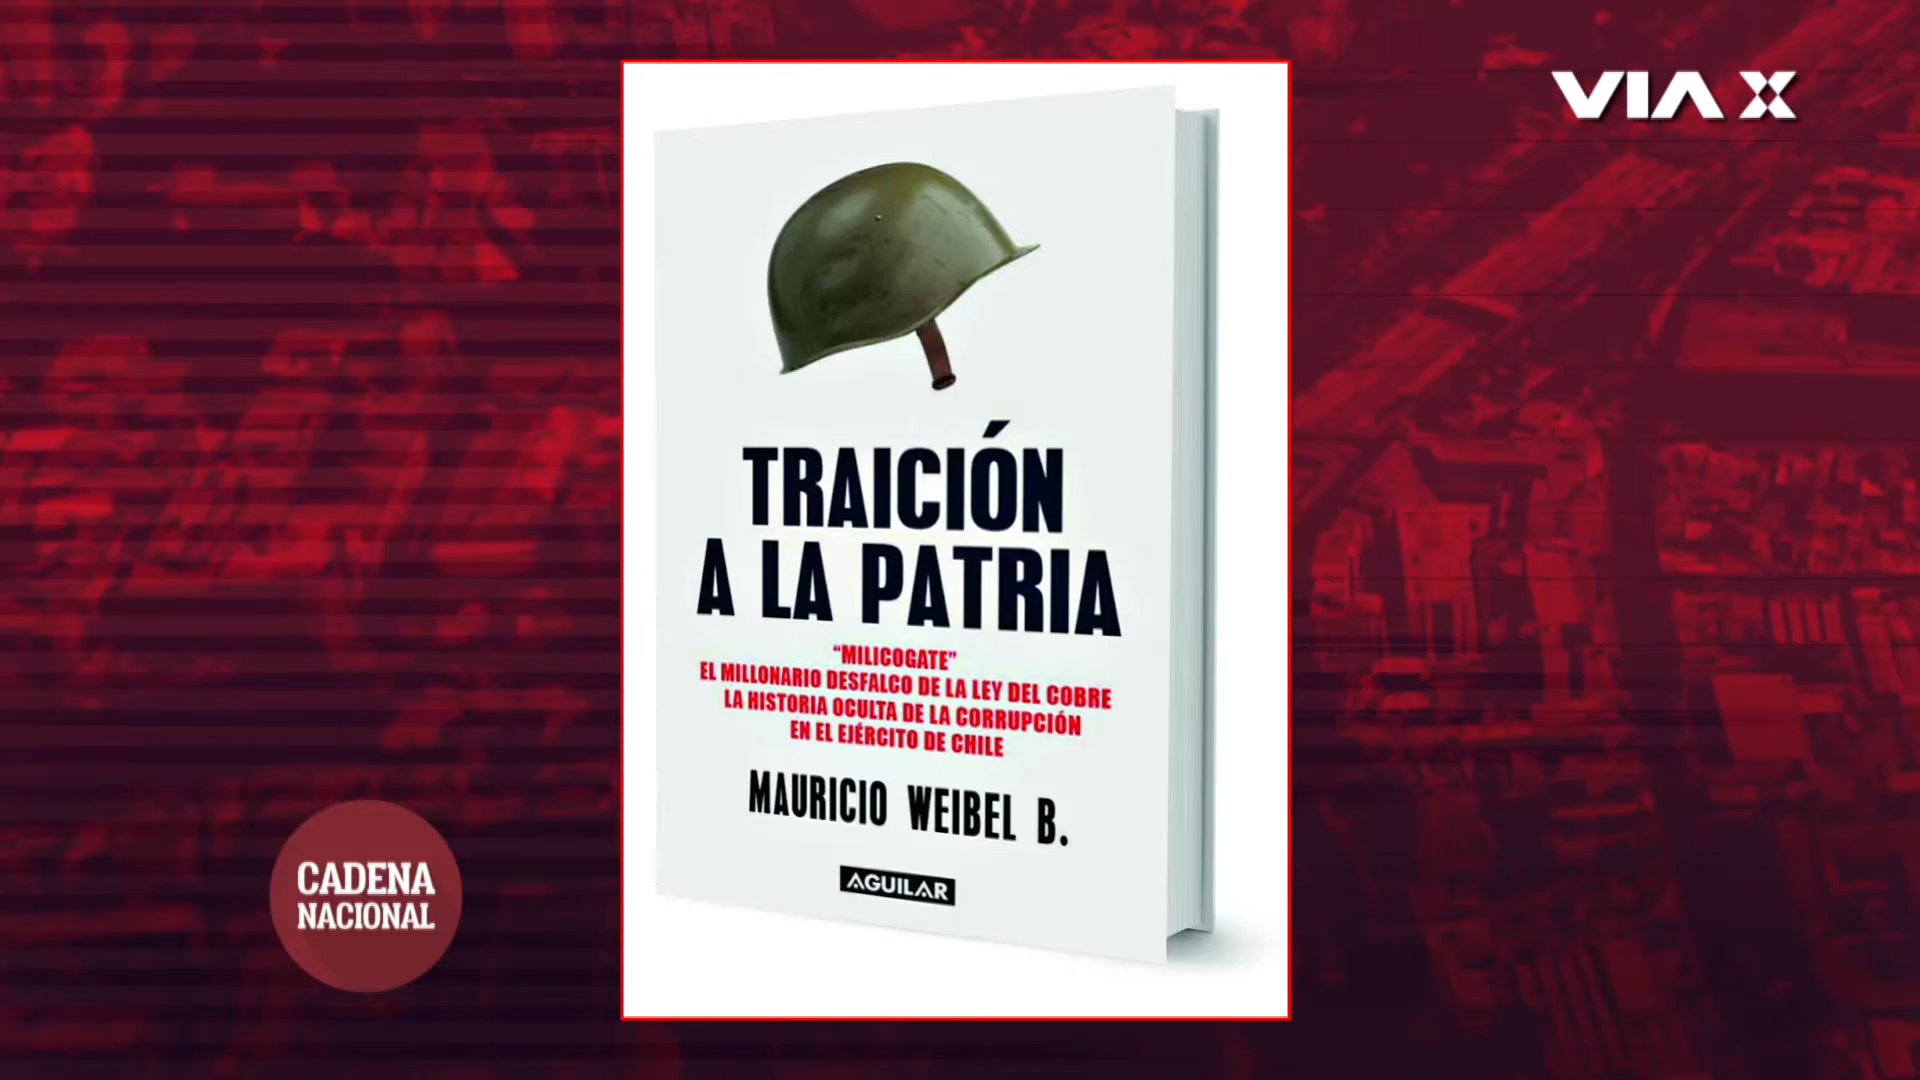 VIA X
TRAICIÓN
A LA PATRIA
“MILICOGATE”
EL MILLONARIO DESFALCO DE LA LEY DEL COBRE
LA HISTORIA OCULTA DE LA CORRUPCIÓN
EN EL EJÉRCITO DE CHILE
MAURICIO WEIBEL B.
AGUILAR
CADENA
NACIONAL